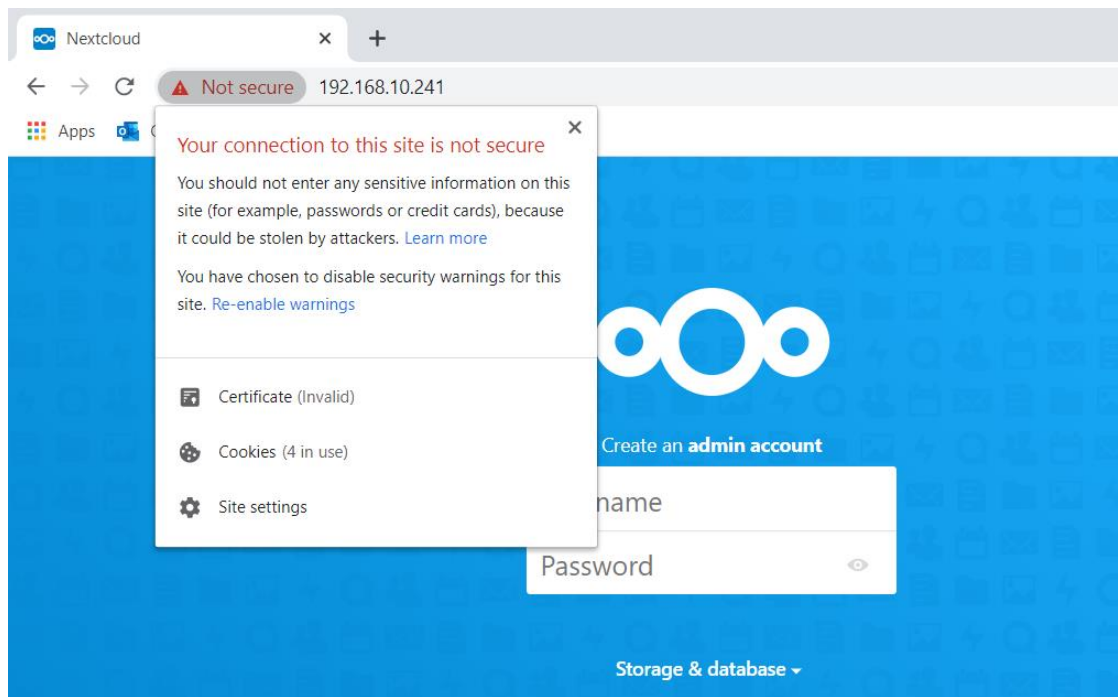 Nextcloud
Not secure 192.168.10.241
Apps
Your connection to this site is not secure
You should not enter any sensitive information on this
site (for example, passwords or credit cards), because
it could be stolen by attackers. Learn more
You have chosen to disable security warnings for this
site. Re-enable warnings
Certificate (Invalid)
Cookies (4 in use)
Site settings
Create an admin account
name
Password
Storage & database